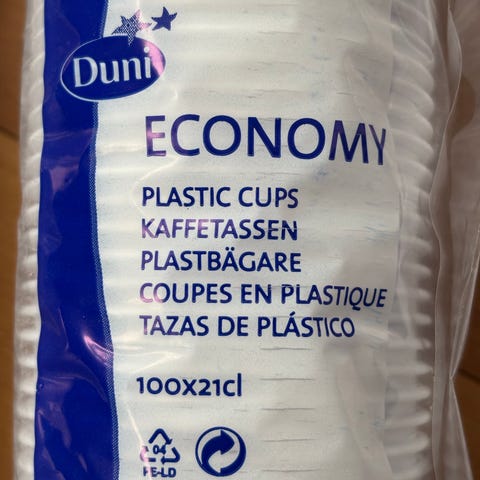 Duni
ECONOMY
PLASTIC CUPS
KAFFETASSEN
PLASTBÄGARE
COUPES EN PLASTIQUE
TAZAS DE PLÁSTICO
100x21cl
04
PE-LD